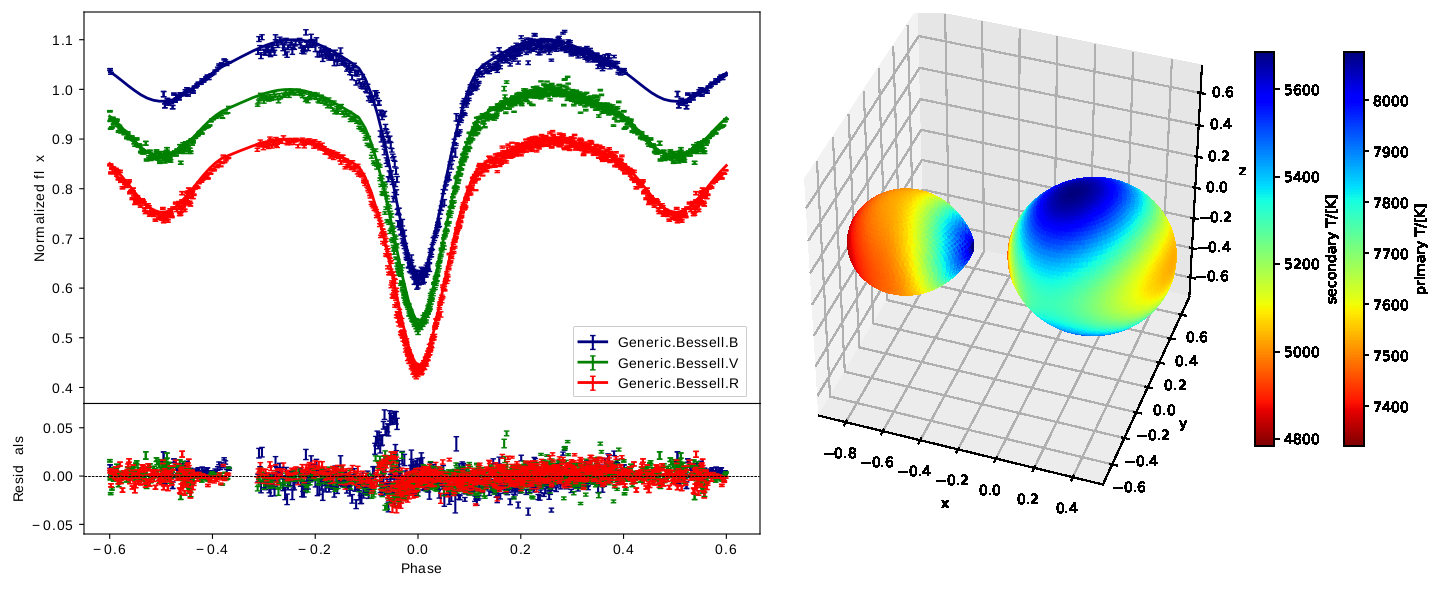 1.1
1.0
0.9
0.8
0.7
0.6
0.5
0.4
Normalized fl x
Generic.Bessell.B
Generic.Bessell.V
Generic.Bessell.R
0.05
0.00
−0.05
Resid als
−0.6 −0.4 −0.2 0.0 0.2 0.4 0.6
Phase
0.6
0.4
0.2
0.0
−0.2
−0.4
−0.6
z
0.6
0.4
0.2
0.0
−0.2
−0.4
−0.6
y
−0.8 −0.6 −0.4 −0.2 0.0 0.2 0.4
x
5600
5400
5200
5000
4800
secondary T/[K]
8000
7900
7800
7700
7600
7500
7400
primary T/[K]